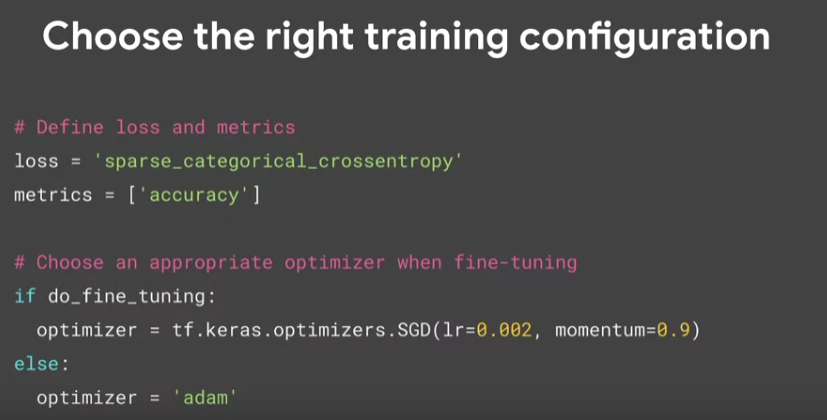 Choose the right training configuration
# Define loss and metrics
loss = 'sparse_categorical_crossentropy'
metrics = ['accuracy']
# Choose an appropriate optimizer when fine-tuning
if do_fine_tuning:
  optimizer = tf.keras.optimizers.SGD(lr=0.002, momentum=0.9)
else:
  optimizer = 'adam'